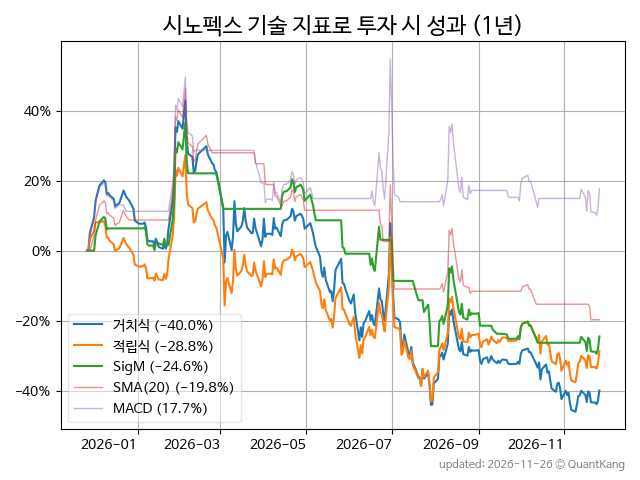 시노펙스 기술 지표로 투자 시 성과 (1년)
40%
20%
0%
−20%
−40%
거치식 (−40.0%)
적립식 (−28.8%)
SigM (−24.6%)
SMA(20) (−19.8%)
MACD (17.7%)
2026-01
2026-03
2026-05
2026-07
2026-09
2026-11
updated: 2026-11-26 ⓒ QuantKang